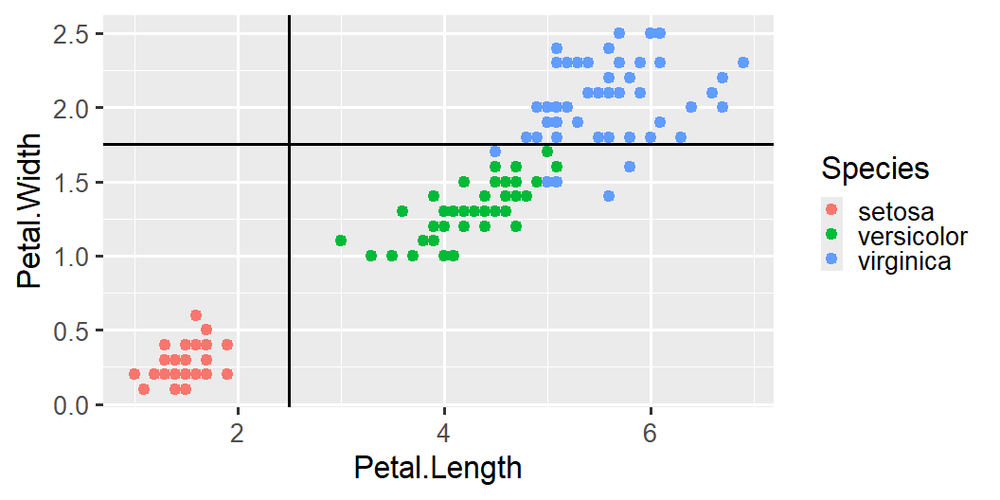 2.5
2.0
1.5
1.0
0.5
0.0
Petal.Width
2 4 6
Petal.Length
Species
setosa
versicolor
virginica